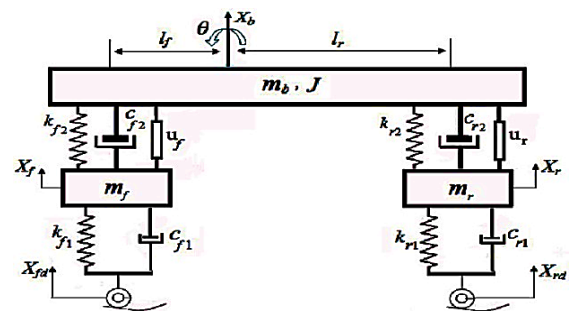 θ X_b
l_f l_r
m_b , J
k_f2 c_f2 u_f k_r2 c_r2 u_r
X_f m_f m_r X_r
k_f1 c_f1 k_r1 c_r1
X_fd X_rd